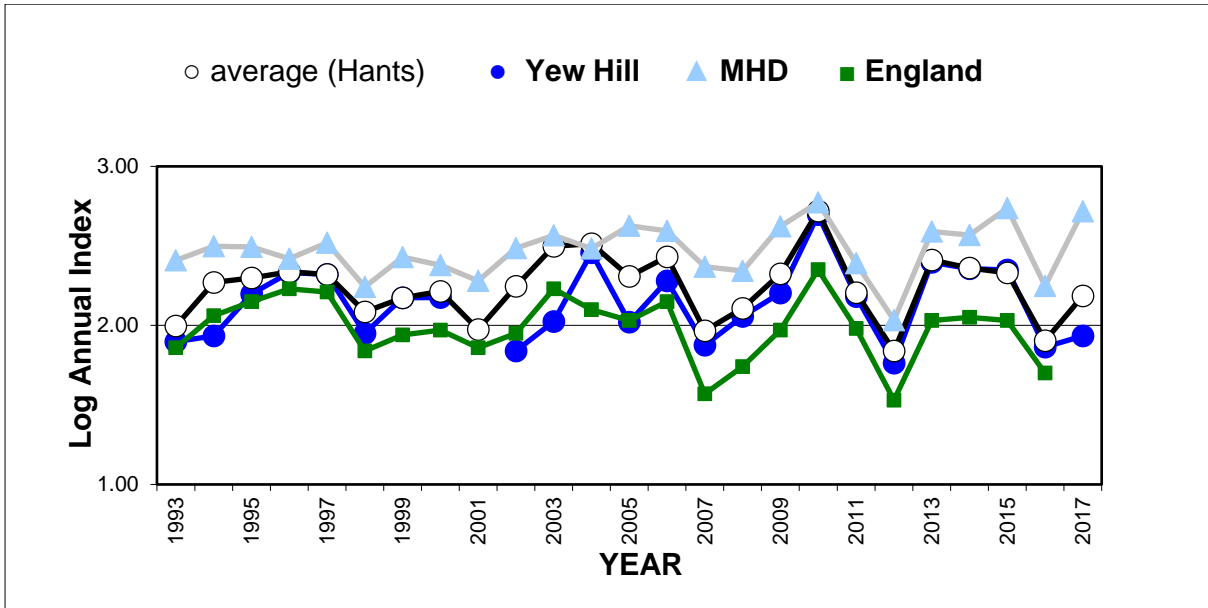 average (Hants) Yew Hill MHD England
3.00
2.00
1.00
Log Annual Index
1993 1995 1997 1999 2001 2003 2005 2007 2009 2011 2013 2015 2017
YEAR